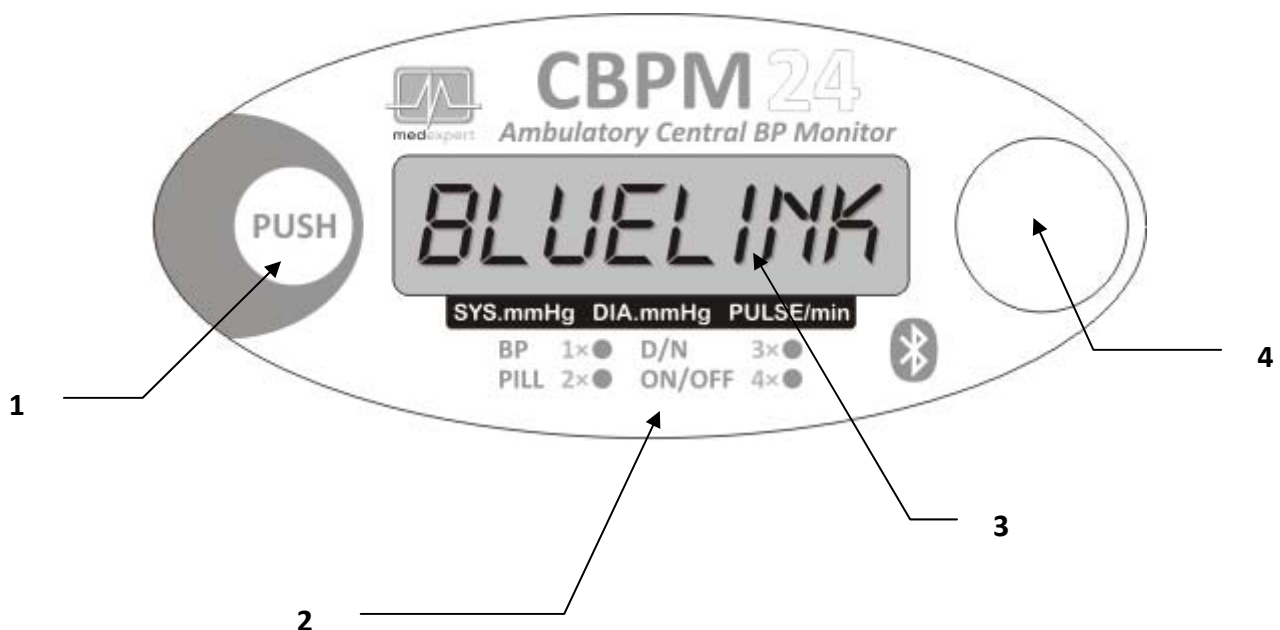 CBPM 24
medexpert
Ambulatory Central BP Monitor
PUSH
BLUELINK
SYS.mmHg DIA.mmHg PULSE/min
BP 1×● D/N 3×●
PILL 2×● ON/OFF 4×●
1
2
3
4